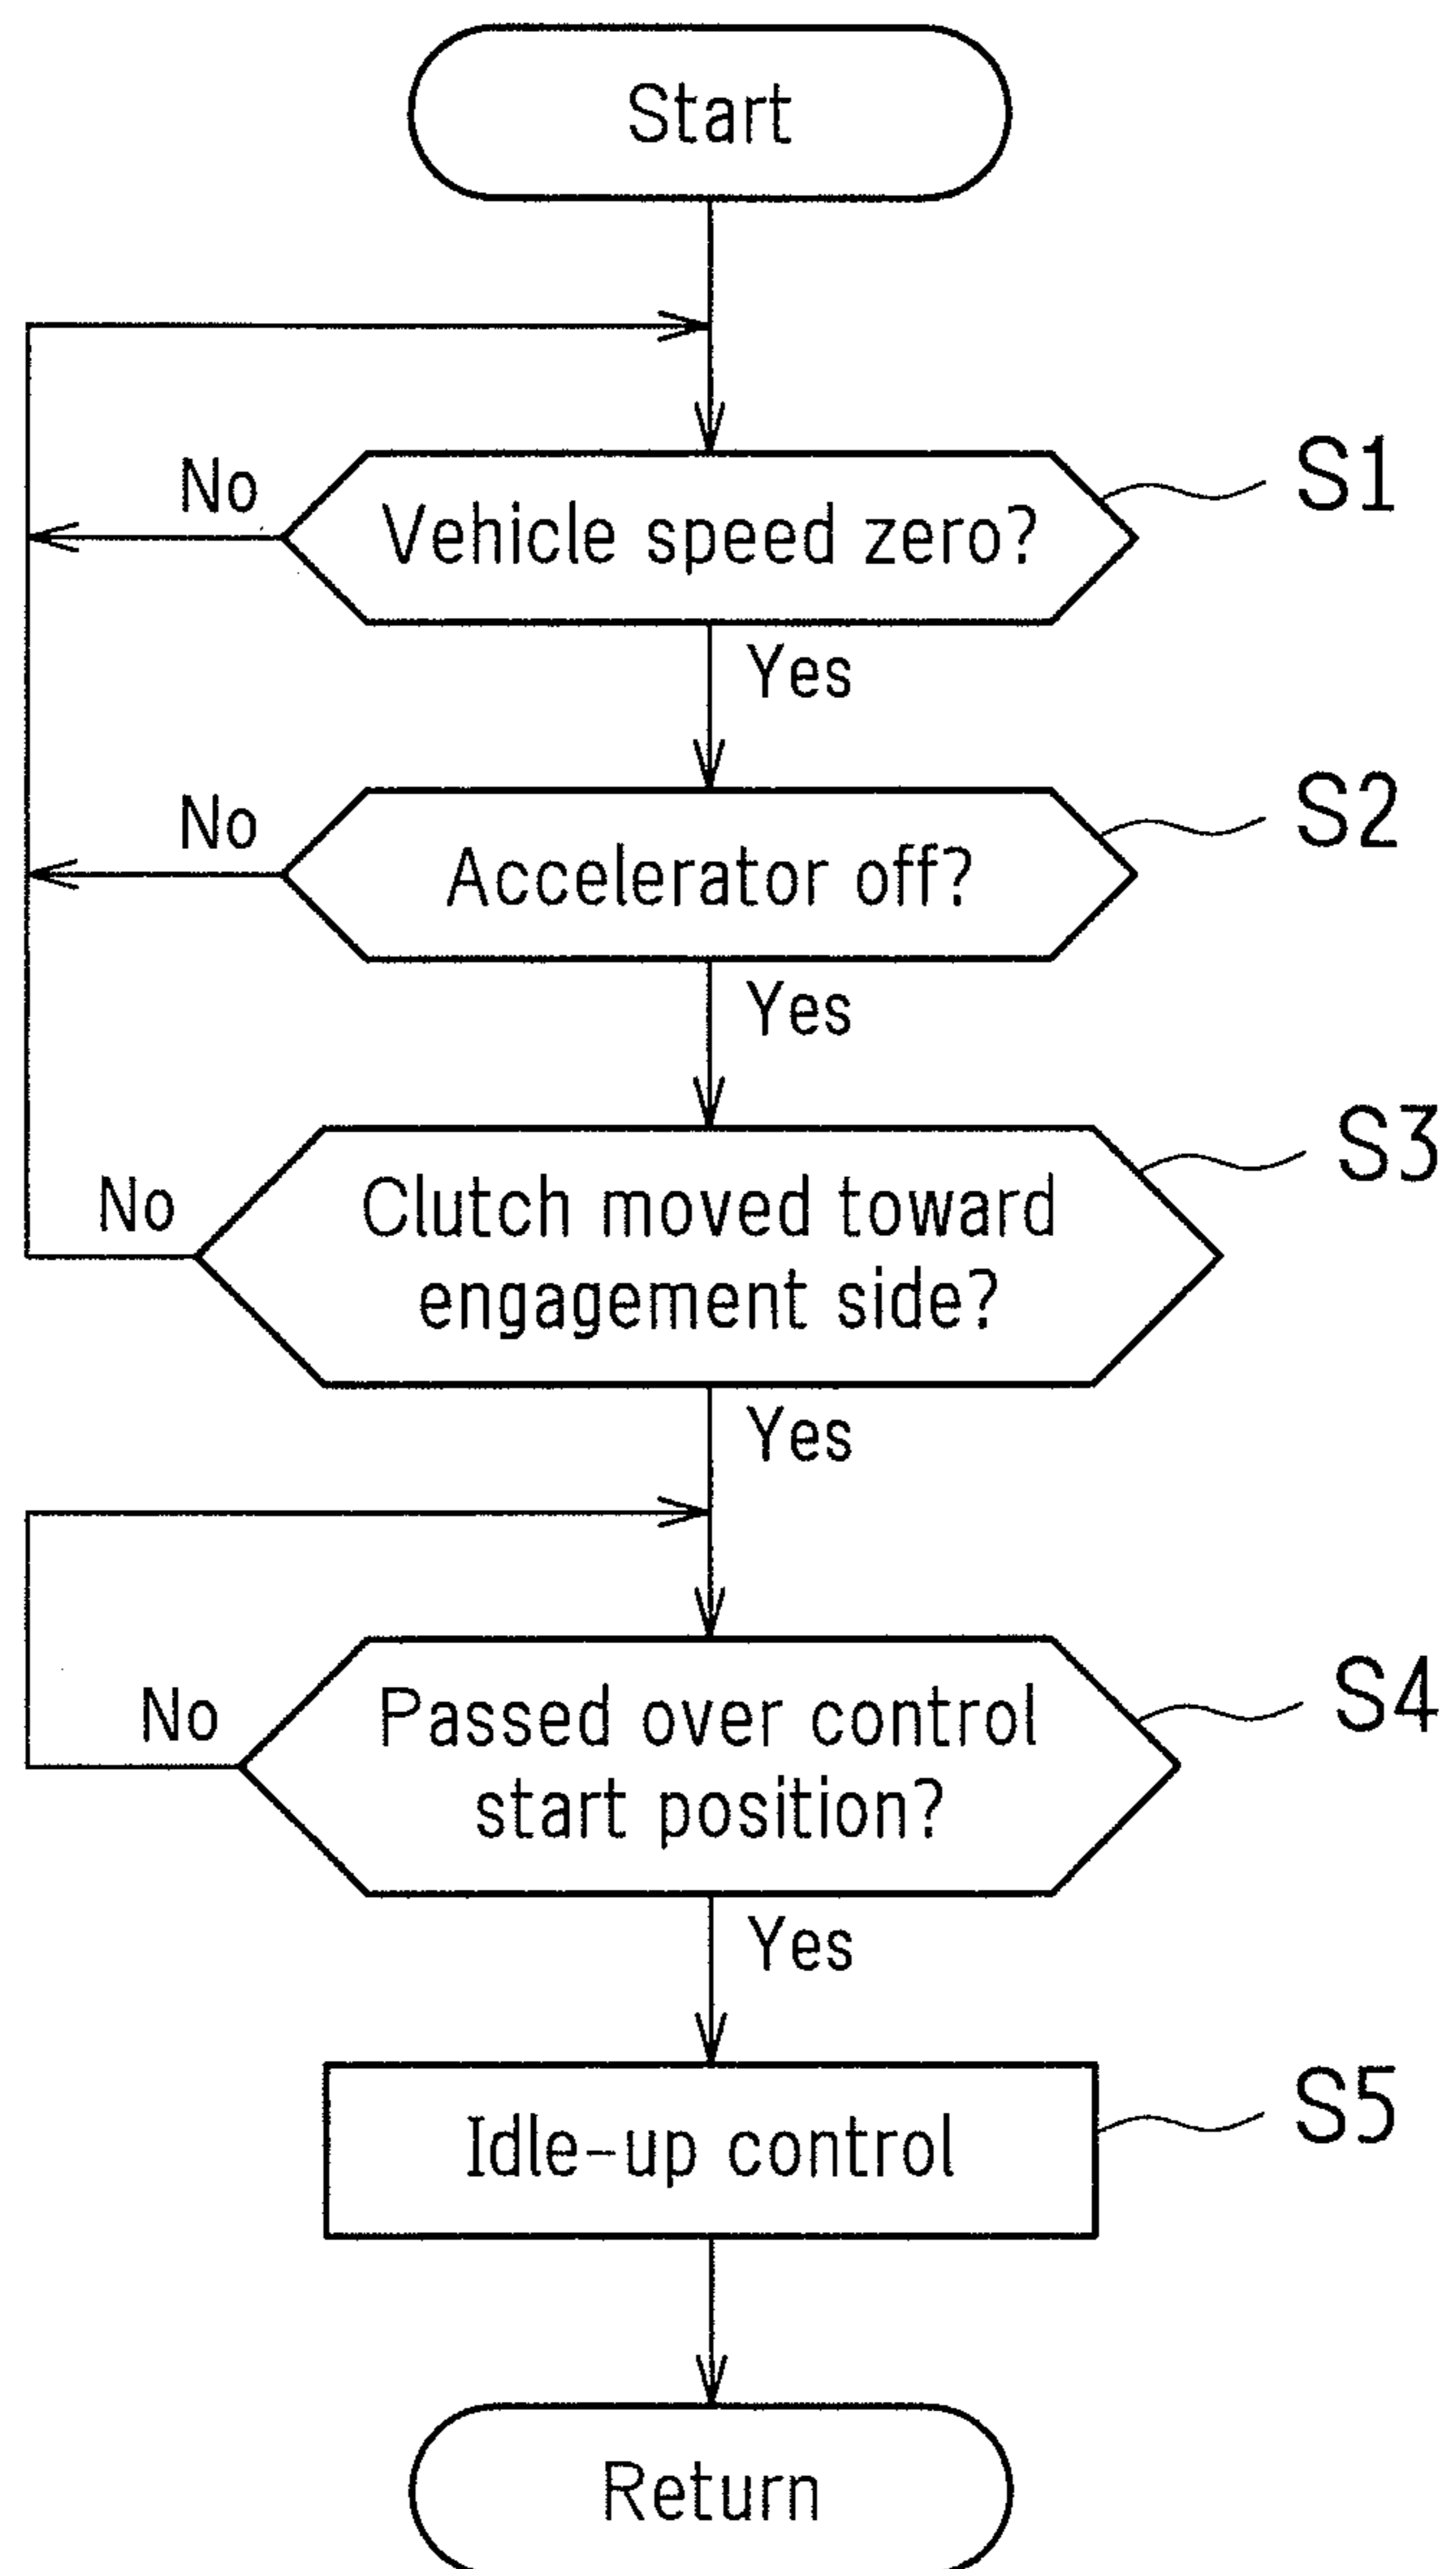 Start
No
Vehicle speed zero?
S1
Yes
No
Accelerator off?
S2
Yes
No
Clutch moved toward
engagement side?
S3
Yes
No
Passed over control
start position?
S4
Yes
Idle-up control
S5
Return